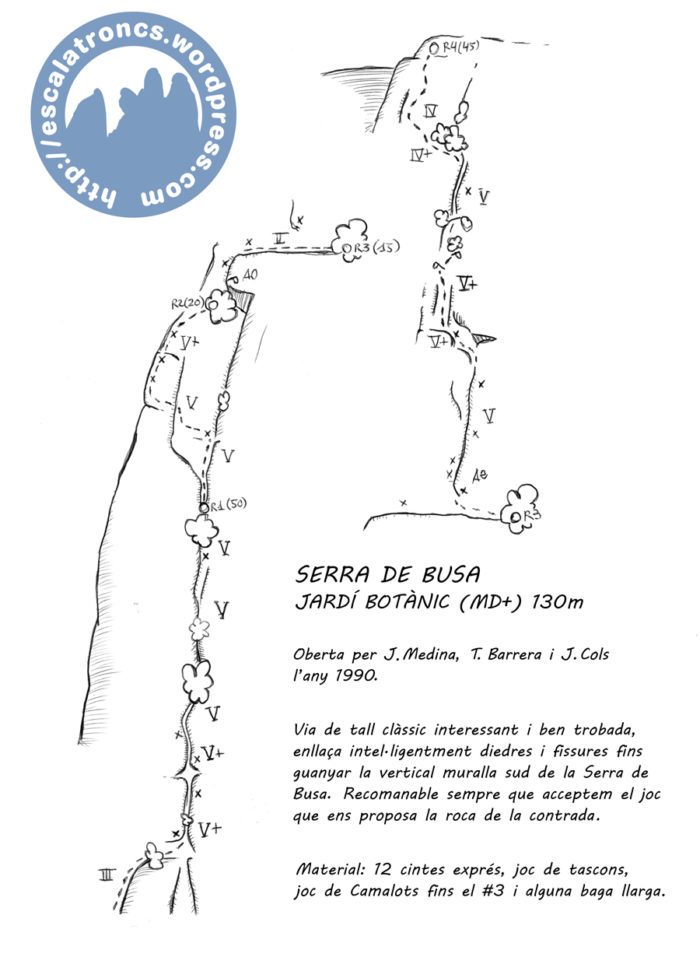 http://escalatroncs.wordpress.com
R4(45)
IV
IV+
V
V+
V+
V
A0
R3
II
R3(15)
A0
R2(20)
V+
V
V
R1(50)
V
V
V
V+
V+
III
SERRA DE BUSA
JARDÍ BOTÀNIC (MD+) 130m
Oberta per J. Medina, T. Barrera i J. Cols
l'any 1990.
Via de tall clàssic interessant i ben trobada,
enllaça intel·ligentment diedres i fissures fins
guanyar la vertical muralla sud de la Serra de
Busa. Recomanable sempre que acceptem el joc
que ens proposa la roca de la contrada.
Material: 12 cintes exprés, joc de tascons,
joc de Camalots fins el #3 i alguna baga llarga.